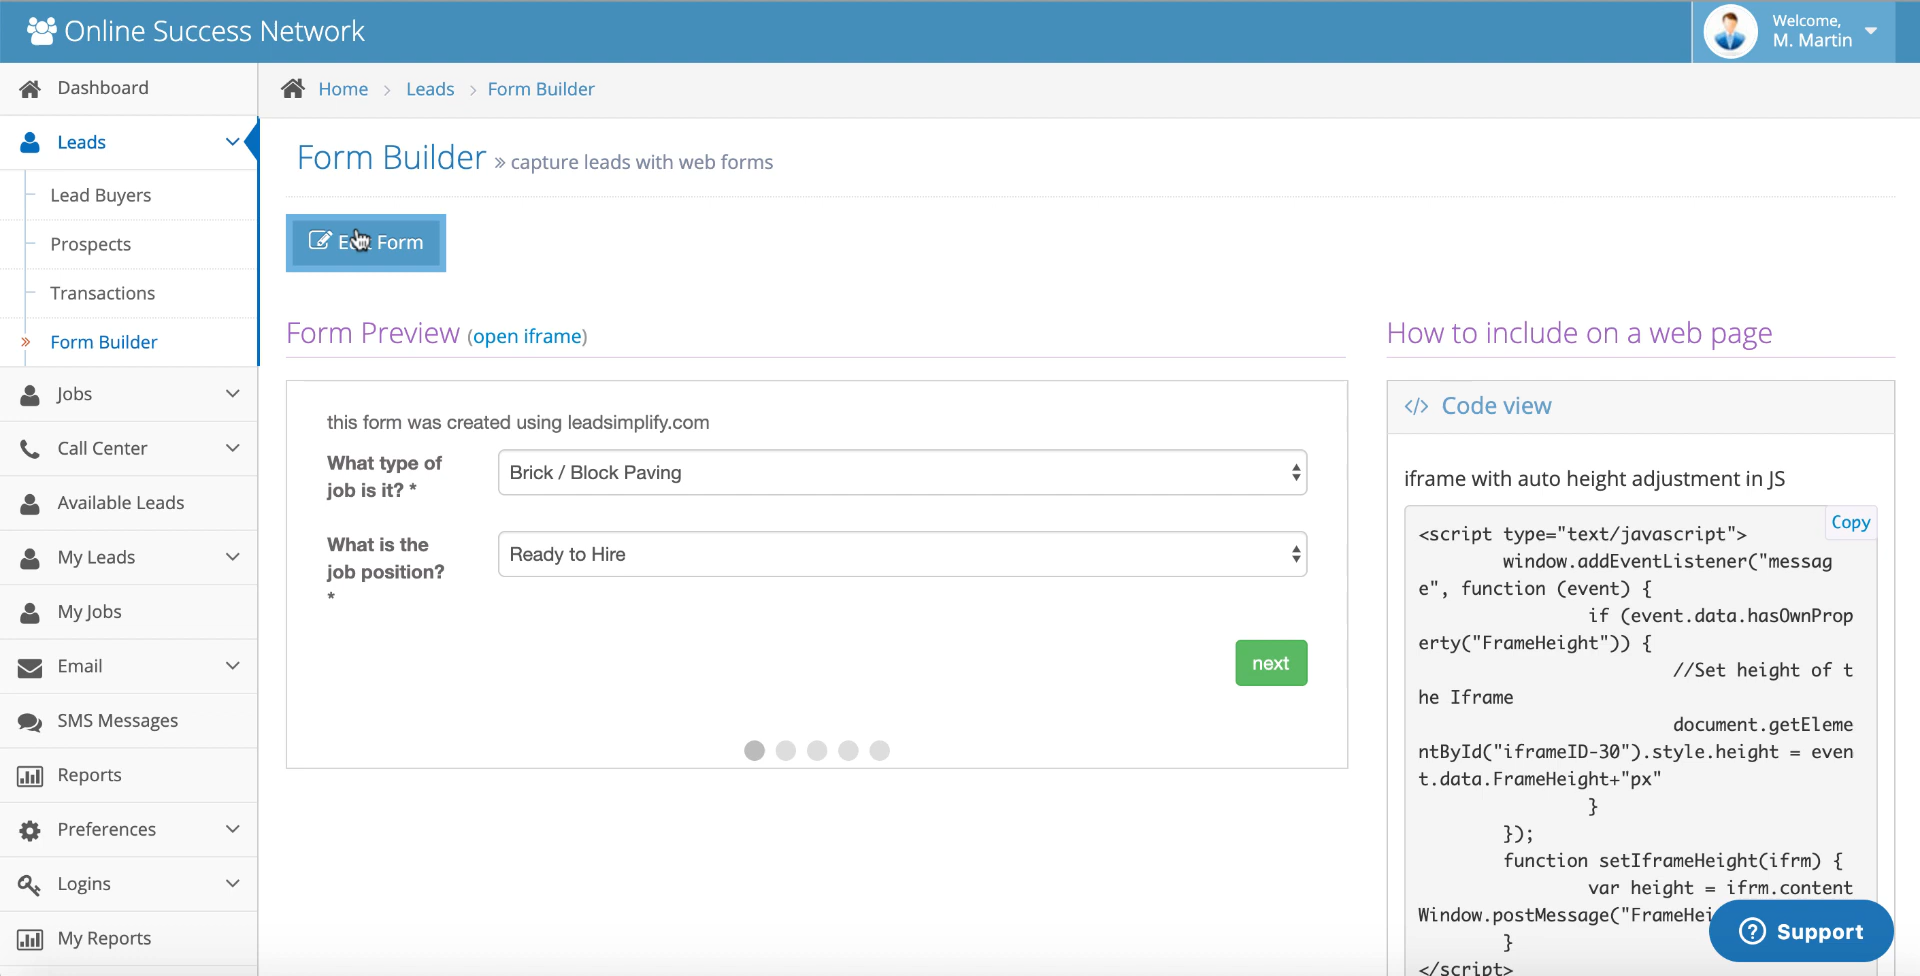 Online Success Network
Welcome,
M. Martin
Dashboard
Leads
Lead Buyers
Prospects
Transactions
Form Builder
Jobs
Call Center
Available Leads
My Leads
My Jobs
Email
SMS Messages
Reports
Preferences
Logins
My Reports
Home > Leads > Form Builder
Form Builder » capture leads with web forms
Form
Form Preview (open iframe)
this form was created using leadsimplify.com
What type of
job is it? *
Brick / Block Paving
What is the
job position?
*
Ready to Hire
next
How to include on a web page
</> Code view
iframe with auto height adjustment in JS
Copy
<script type="text/javascript">
window.addEventListener("messag
e", function (event) {
if (event.data.hasOwnProp
erty("FrameHeight")) {
//Set height of t
he Iframe
document.getEleme
ntById("iframeID-30").style.height = even
t.data.FrameHeight+"px"
}
});
function setIframeHeight(ifrm) {
var height = ifrm.content
Window.postMessage("FrameHei
}
</script>
? Support